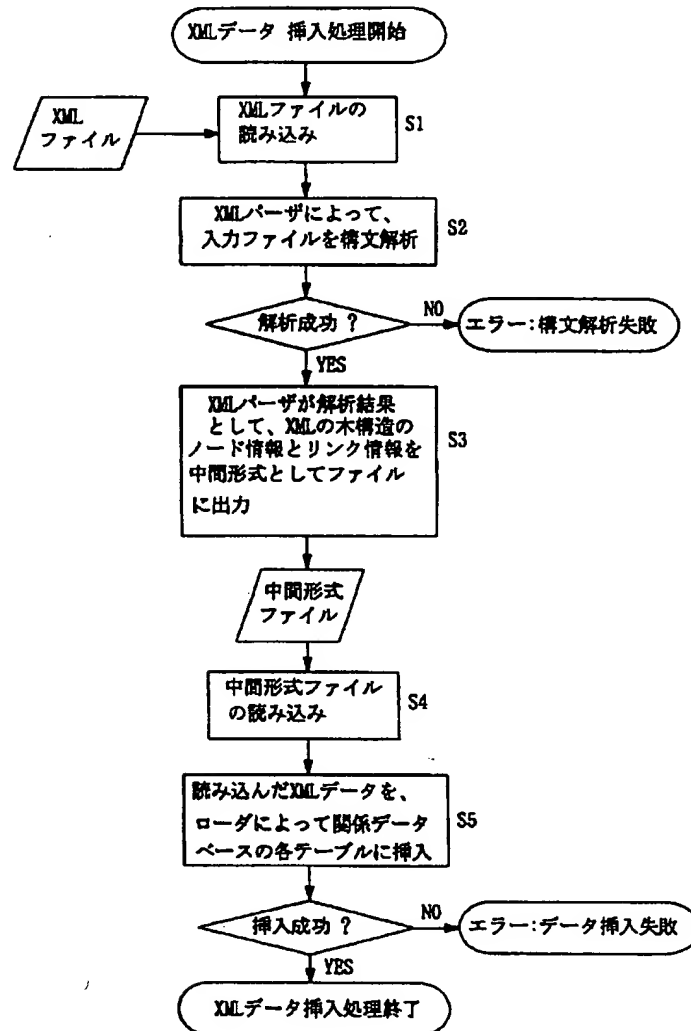 XMLデータ 挿入処理開始
XML
ファイル
XMLファイルの
読み込み
S1
XMLパーザによって、
入力ファイルを構文解析
S2
解析成功 ?
NO
エラー:構文解析失敗
YES
XMLパーザが解析結果
として、XMLの木構造の
ノード情報とリンク情報を
中間形式としてファイル
に出力
S3
中間形式
ファイル
中間形式ファイル
の読み込み
S4
読み込んだXMLデータを、
ローダによって関係データ
ベースの各テーブルに挿入
S5
挿入成功 ?
NO
エラー:データ挿入失敗
YES
XMLデータ挿入処理終了